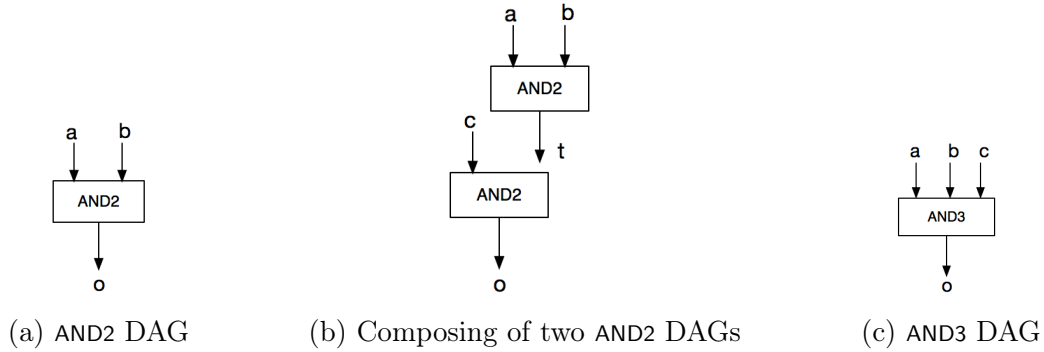 a b
AND2
o
a b
AND2
c
t
AND2
o
a b c
AND3
o
(a) AND2 DAG
(b) Composing of two AND2 DAGs
(c) AND3 DAG